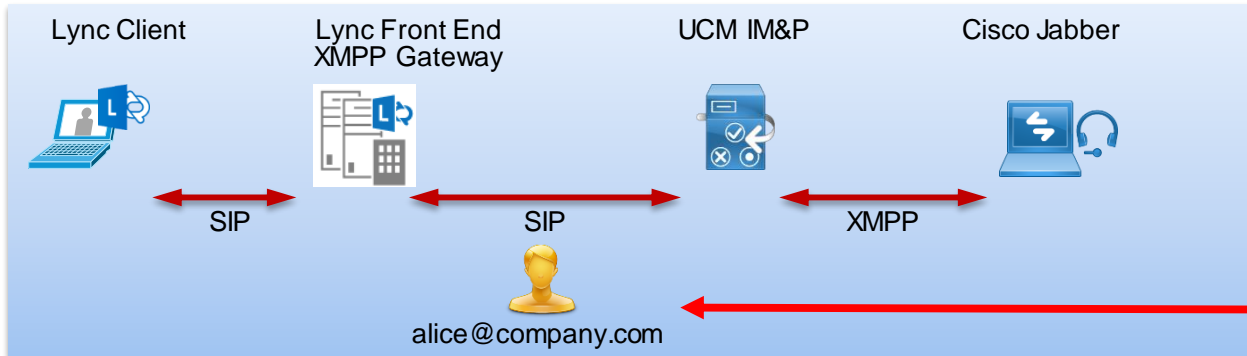 Lync Client
Lync Front End
XMPP Gateway
UCM IM&P
Cisco Jabber
L
L
SIP
SIP
XMPP
alice@company.com